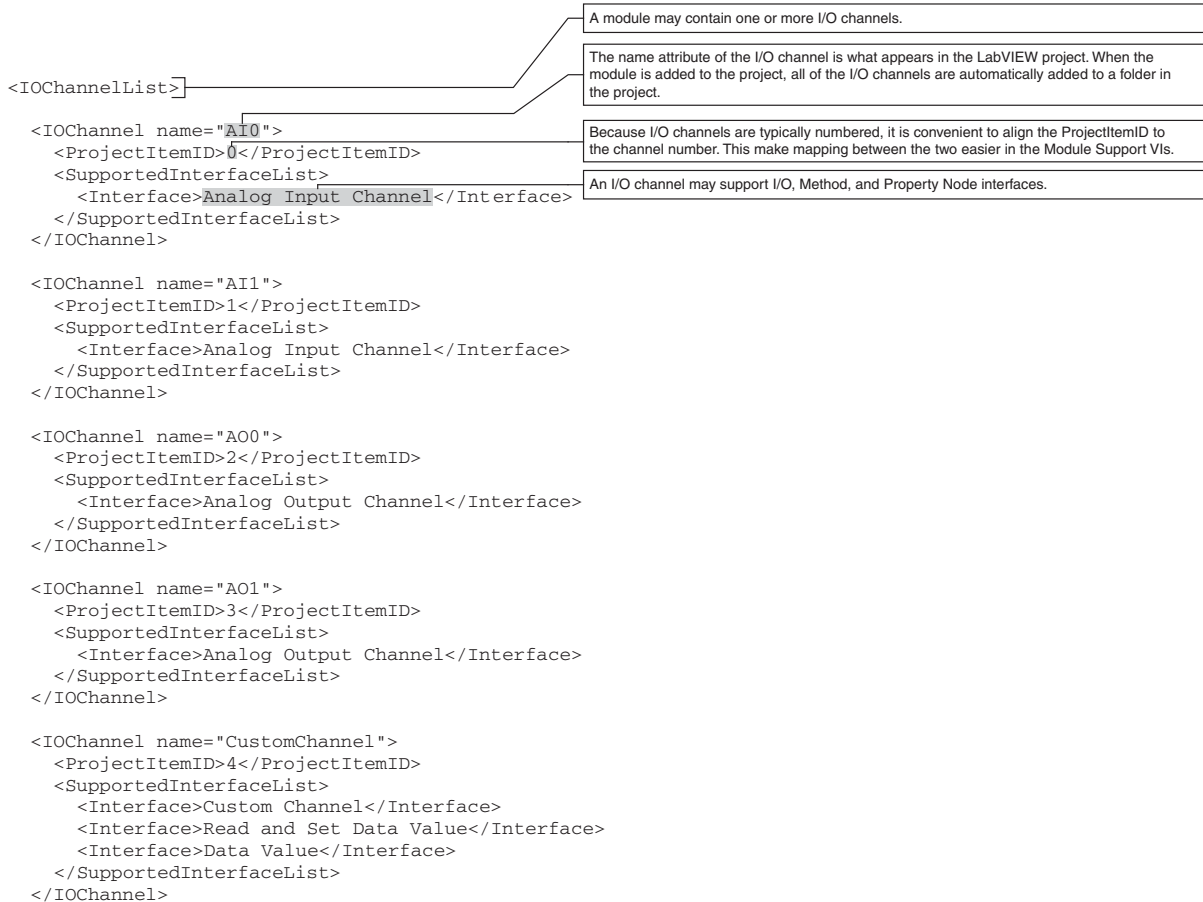 A module may contain one or more I/O channels.
The name attribute of the I/O channel is what appears in the LabVIEW project. When the
module is added to the project, all of the I/O channels are automatically added to a folder in
the project.
Because I/O channels are typically numbered, it is convenient to align the ProjectItemID to
the channel number. This make mapping between the two easier in the Module Support VIs.
An I/O channel may support I/O, Method, and Property Node interfaces.
<IOChannelList>
<IOChannel name="AI0">
<ProjectItemID>0</ProjectItemID>
<SupportedInterfaceList>
<Interface>Analog Input Channel</Interface>
</SupportedInterfaceList>
</IOChannel>
<IOChannel name="AI1">
<ProjectItemID>1</ProjectItemID>
<SupportedInterfaceList>
<Interface>Analog Input Channel</Interface>
</SupportedInterfaceList>
</IOChannel>
<IOChannel name="AO0">
<ProjectItemID>2</ProjectItemID>
<SupportedInterfaceList>
<Interface>Analog Output Channel</Interface>
</SupportedInterfaceList>
</IOChannel>
<IOChannel name="AO1">
<ProjectItemID>3</ProjectItemID>
<SupportedInterfaceList>
<Interface>Analog Output Channel</Interface>
</SupportedInterfaceList>
</IOChannel>
<IOChannel name="CustomChannel">
<ProjectItemID>4</ProjectItemID>
<SupportedInterfaceList>
<Interface>Custom Channel</Interface>
<Interface>Read and Set Data Value</Interface>
<Interface>Data Value</Interface>
</SupportedInterfaceList>
</IOChannel>